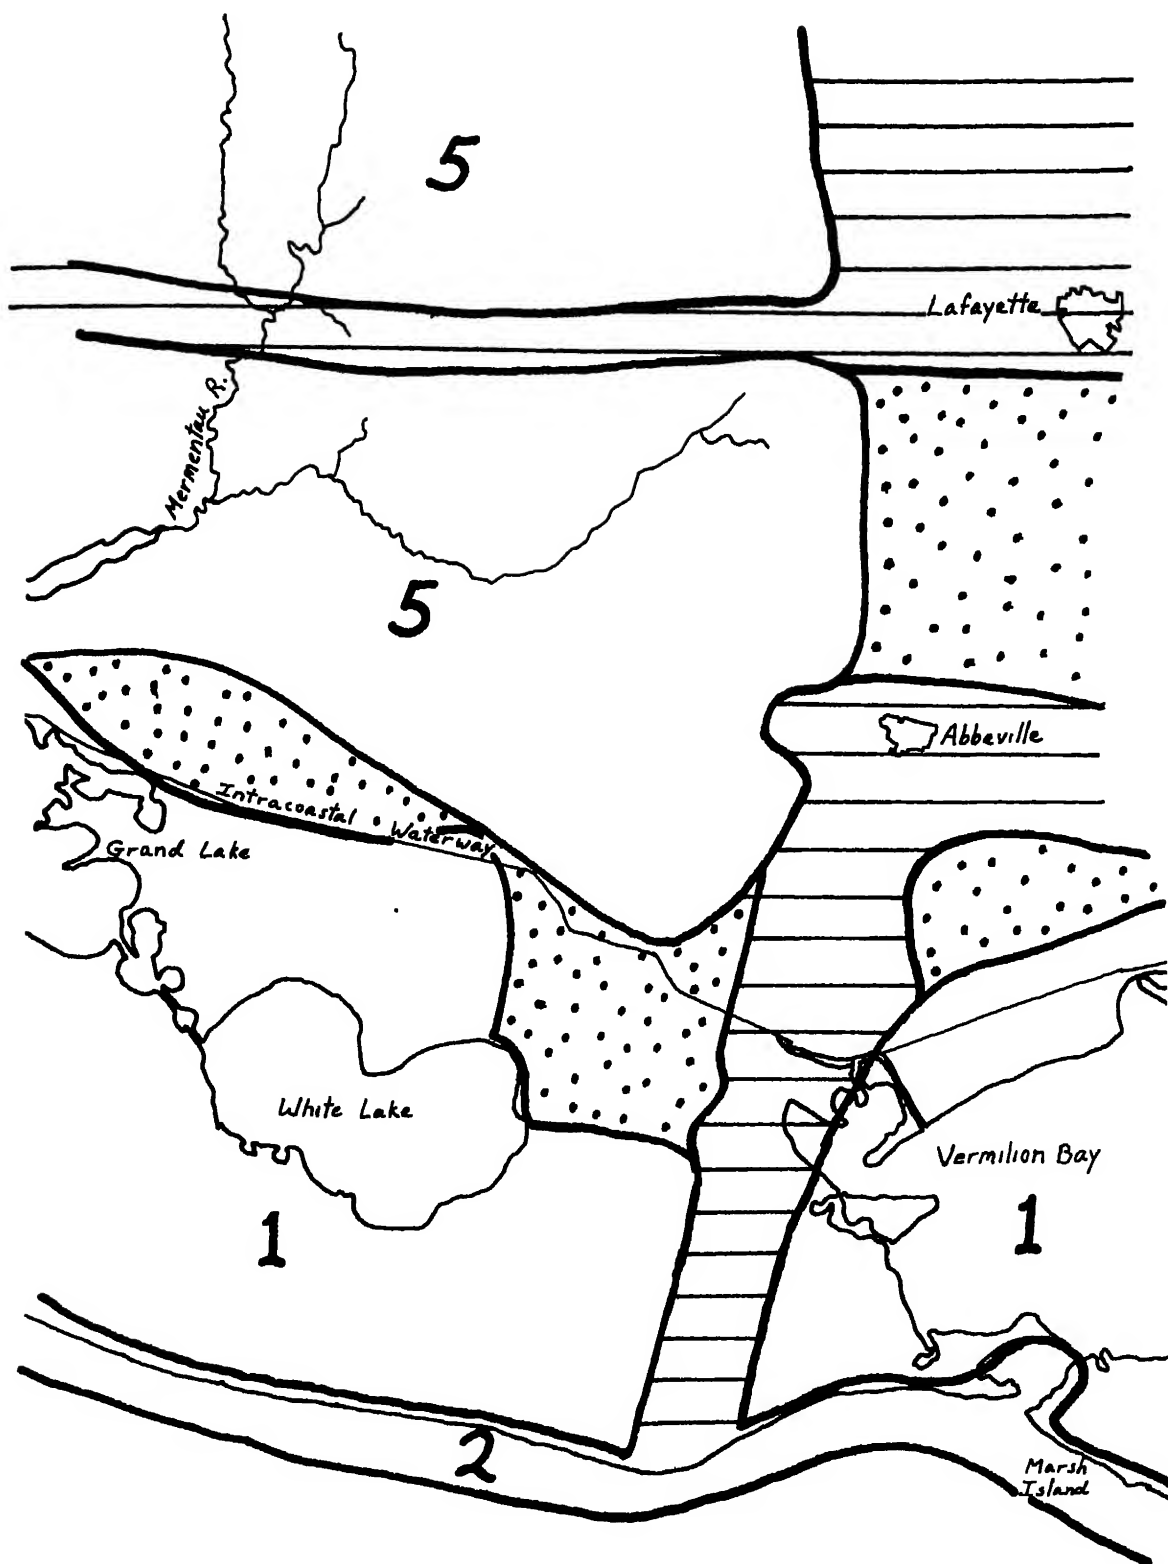 5
Lafayette
Mermentau R.
5
Abbeville
Intracoastal Waterway
Grand Lake
White Lake
Vermilion Bay
1
1
2
Marsh
Island